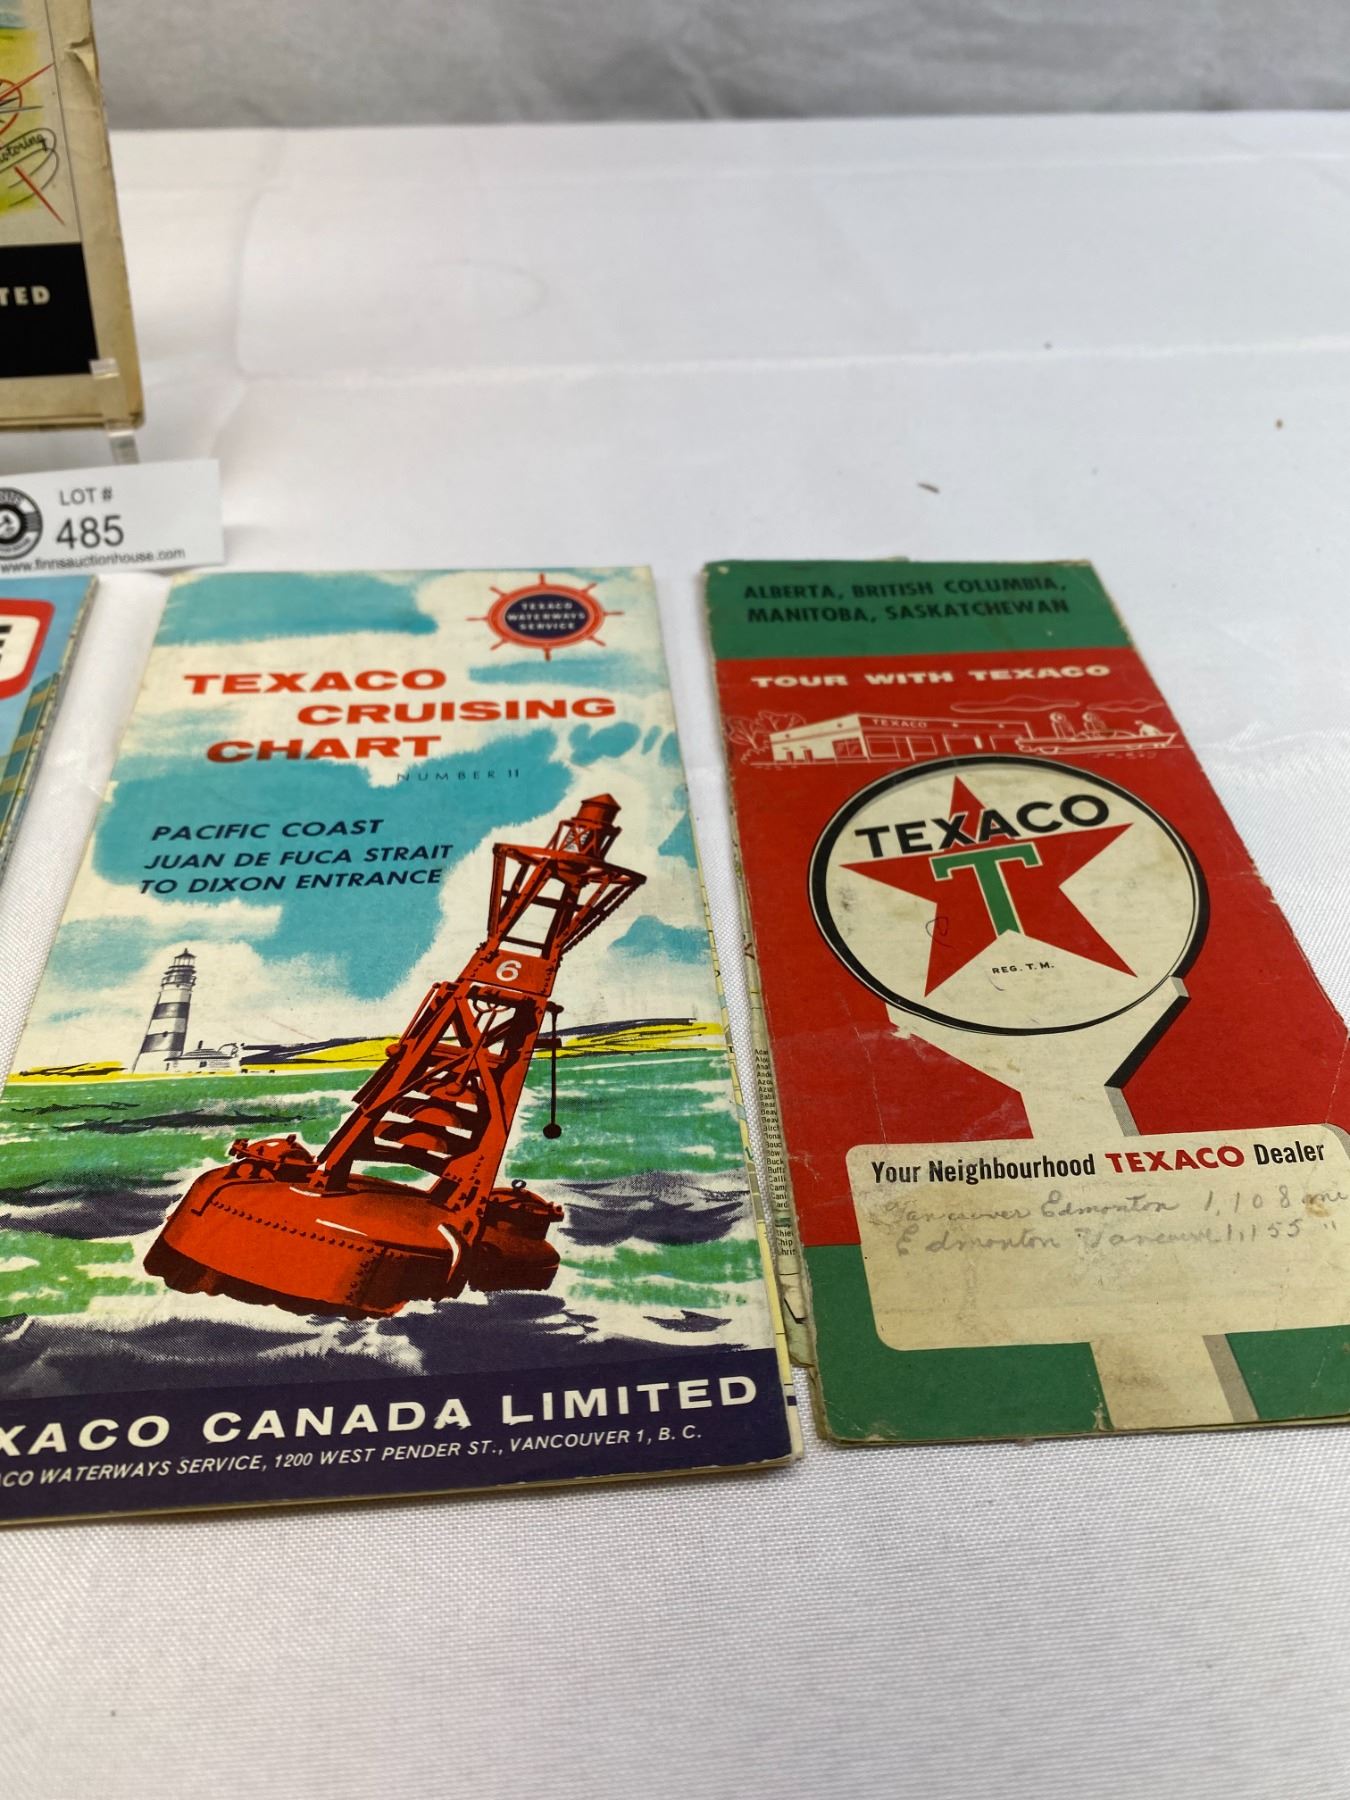 otoring
TED
LOT #
485
www.finnsauctionhouse.com
E
TEXACO
WATERWAYS
SERVICE
TEXACO
CRUISING
CHART
NUMBER 11
PACIFIC COAST
JUAN DE FUCA STRAIT
TO DIXON ENTRANCE
6
XACO CANADA LIMITED
ACO WATERWAYS SERVICE, 1200 WEST PENDER ST., VANCOUVER 1, B. C.
ALBERTA, BRITISH COLUMBIA,
MANITOBA, SASKATCHEWAN
TOUR WITH TEXACO
TEXACO
TEXACO
T
REG. T. M.
Your Neighbourhood TEXACO Dealer
Vancouver Edmonton 1,108
Edmonton Vancouver 1,155 "